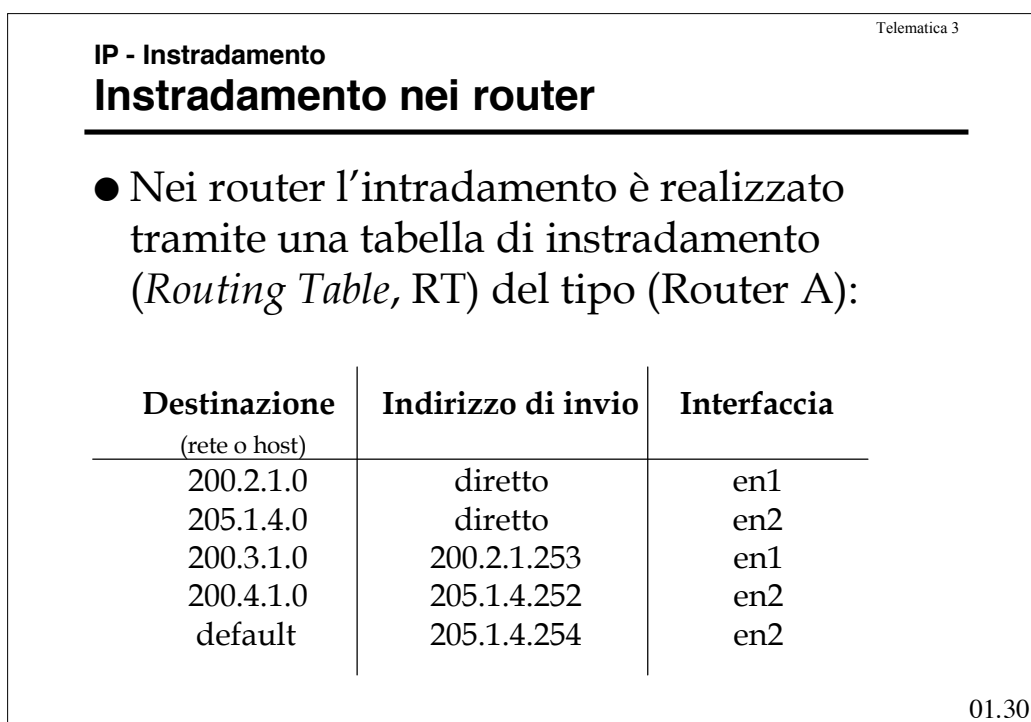 Telematica 3
IP - Instradamento
Instradamento nei router
● Nei router l'intradamento è realizzato
tramite una tabella di instradamento
(Routing Table, RT) del tipo (Router A):
Destinazione Indirizzo di invio Interfaccia
(rete o host)
200.2.1.0 diretto en1
205.1.4.0 diretto en2
200.3.1.0 200.2.1.253 en1
200.4.1.0 205.1.4.252 en2
default 205.1.4.254 en2
01.30